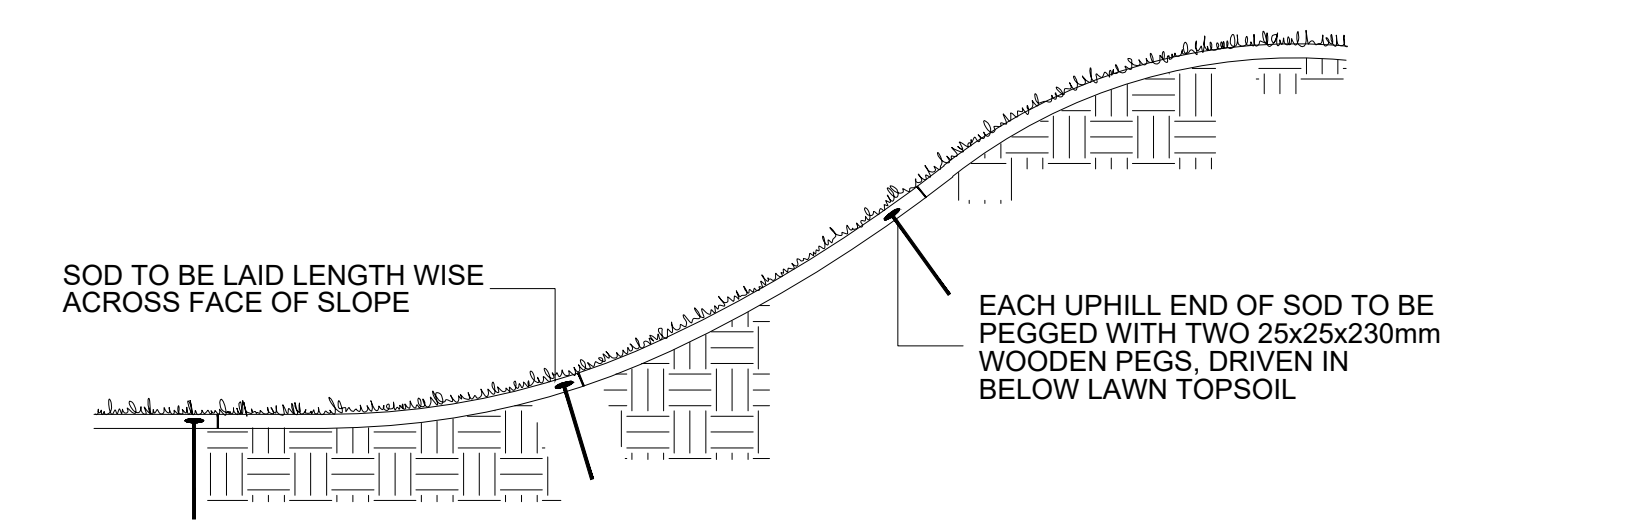 SOD TO BE LAID LENGTH WISE
ACROSS FACE OF SLOPE
EACH UPHILL END OF SOD TO BE
PEGGED WITH TWO 25x25x230mm
WOODEN PEGS, DRIVEN IN
BELOW LAWN TOPSOIL